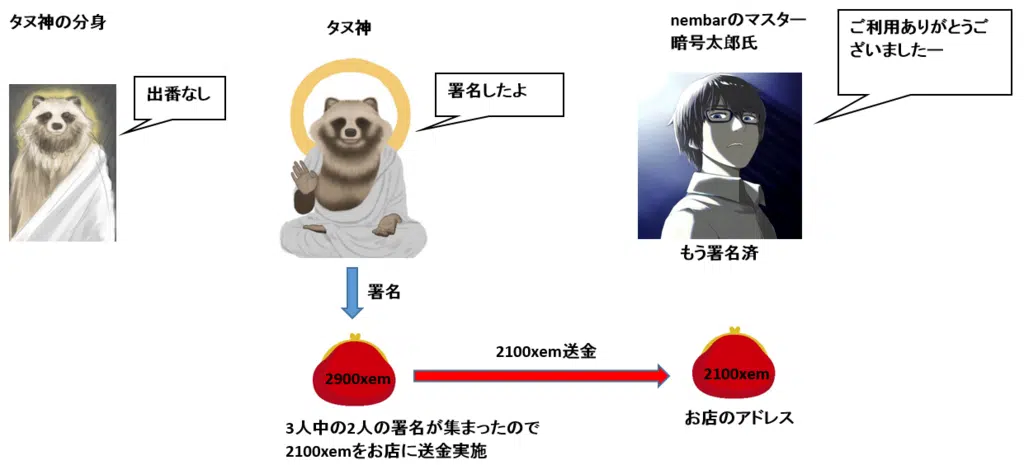 タヌ神の分身
タヌ神
nembarのマスター
暗号太郎氏
出番なし
署名したよ
ご利用ありがとうご
ざいましたー
もう署名済
署名
2900xem
2100xem送金
2100xem
お店のアドレス
3人中の2人の署名が集まったので
2100xemをお店に送金実施